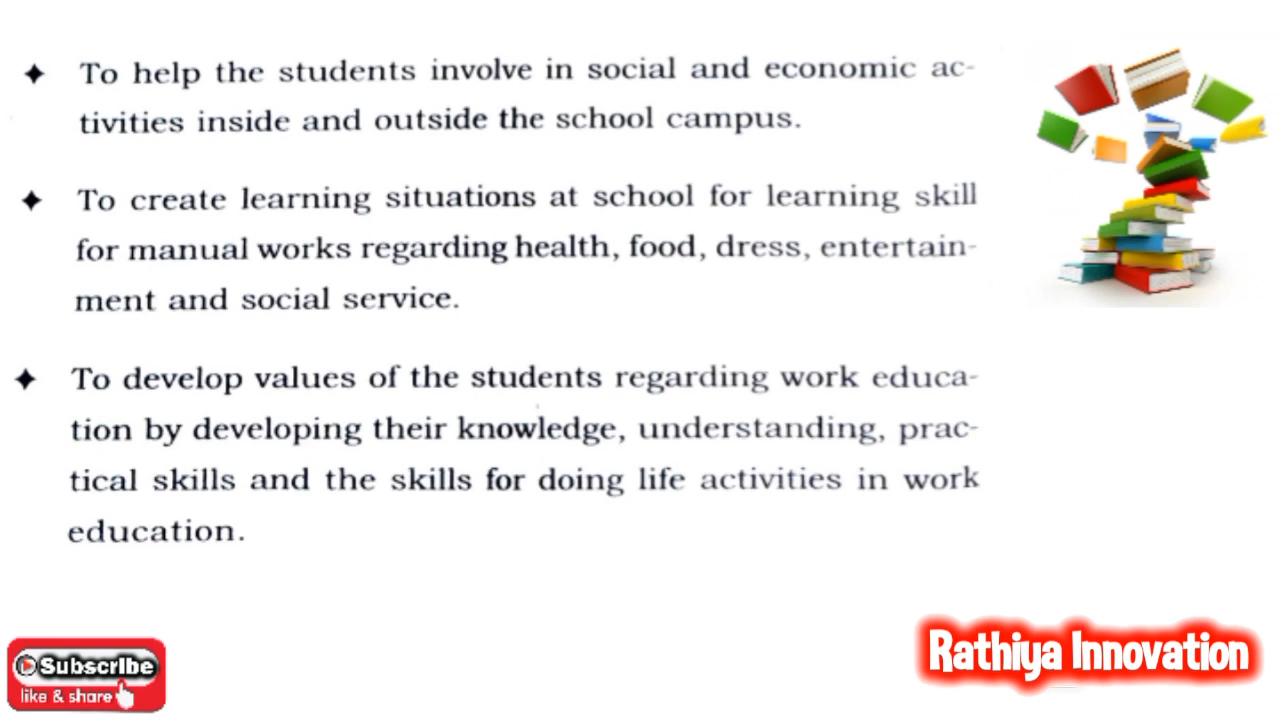 ✦ To help the students involve in social and economic ac-
tivities inside and outside the school campus.
✦ To create learning situations at school for learning skill
for manual works regarding health, food, dress, entertain-
ment and social service.
✦ To develop values of the students regarding work educa-
tion by developing their knowledge, understanding, prac-
tical skills and the skills for doing life activities in work
education.
Subscribe
like & share
Rathiya Innovation